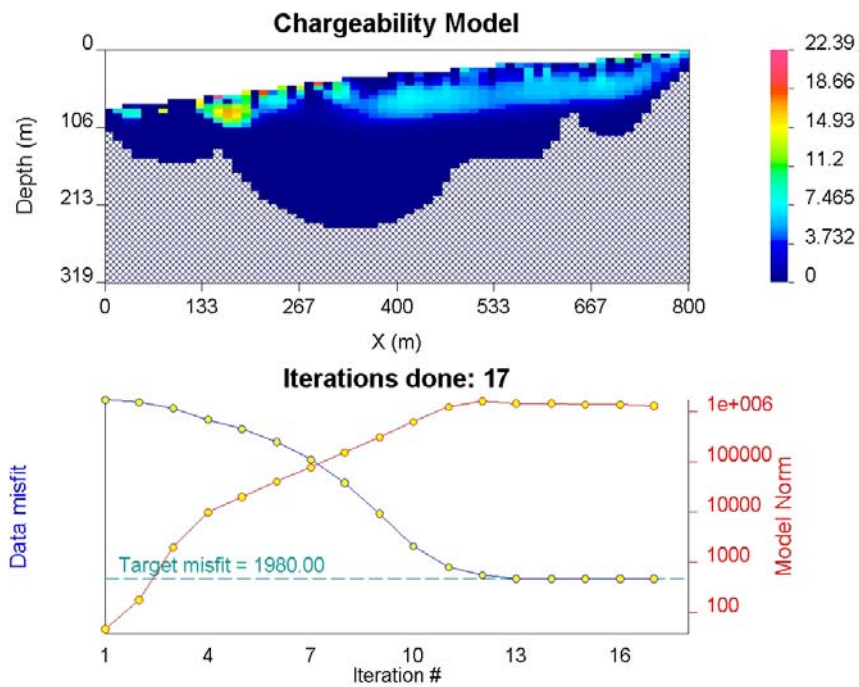 Chargeability Model
0
106
213
319
Depth (m)
0 133 267 400 533 667 800
X (m)
22.39
18.66
14.93
11.2
7.465
3.732
0
Iterations done: 17
Data misfit
Target misfit = 1980.00
1e+006
100000
10000
1000
100
Model Norm
1 4 7 10 13 16
Iteration #